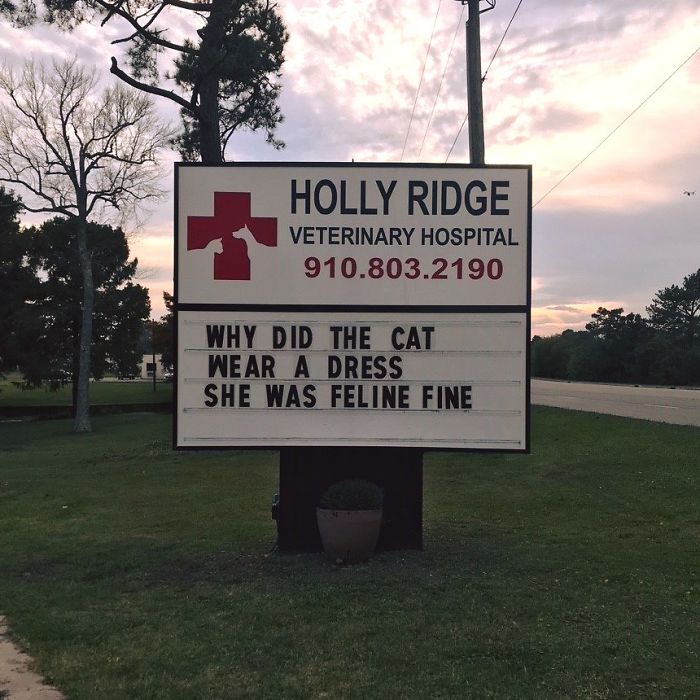 HOLLY RIDGE
VETERINARY HOSPITAL
910.803.2190
WHY DID THE CAT
WEAR A DRESS
SHE WAS FELINE FINE